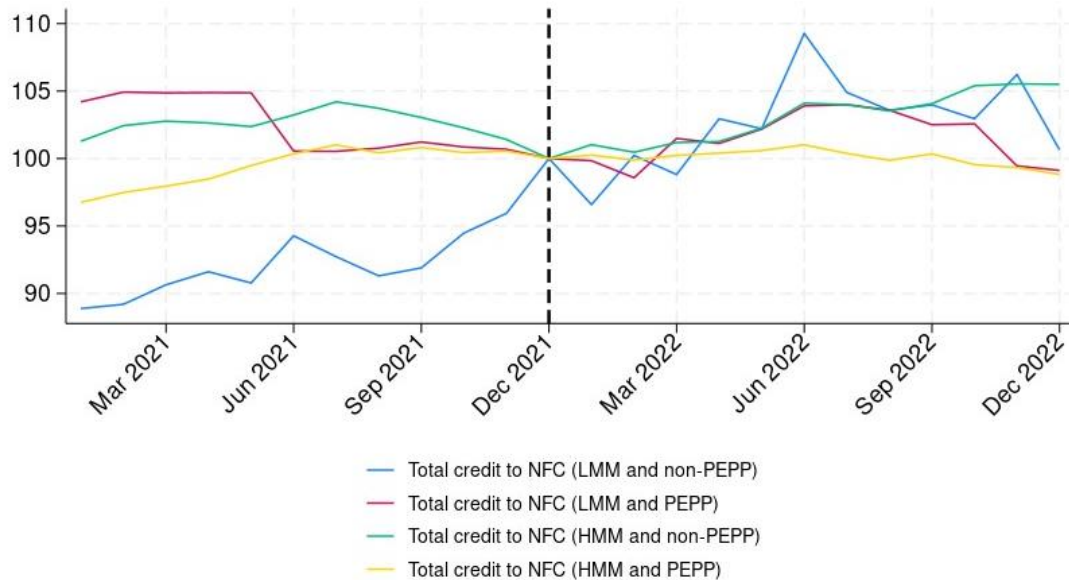 110
105
100
95
90
Mar 2021
Jun 2021
Sep 2021
Dec 2021
Mar 2022
Jun 2022
Sep 2022
Dec 2022
Total credit to NFC (LMM and non-PEPP)
Total credit to NFC (LMM and PEPP)
Total credit to NFC (HMM and non-PEPP)
Total credit to NFC (HMM and PEPP)